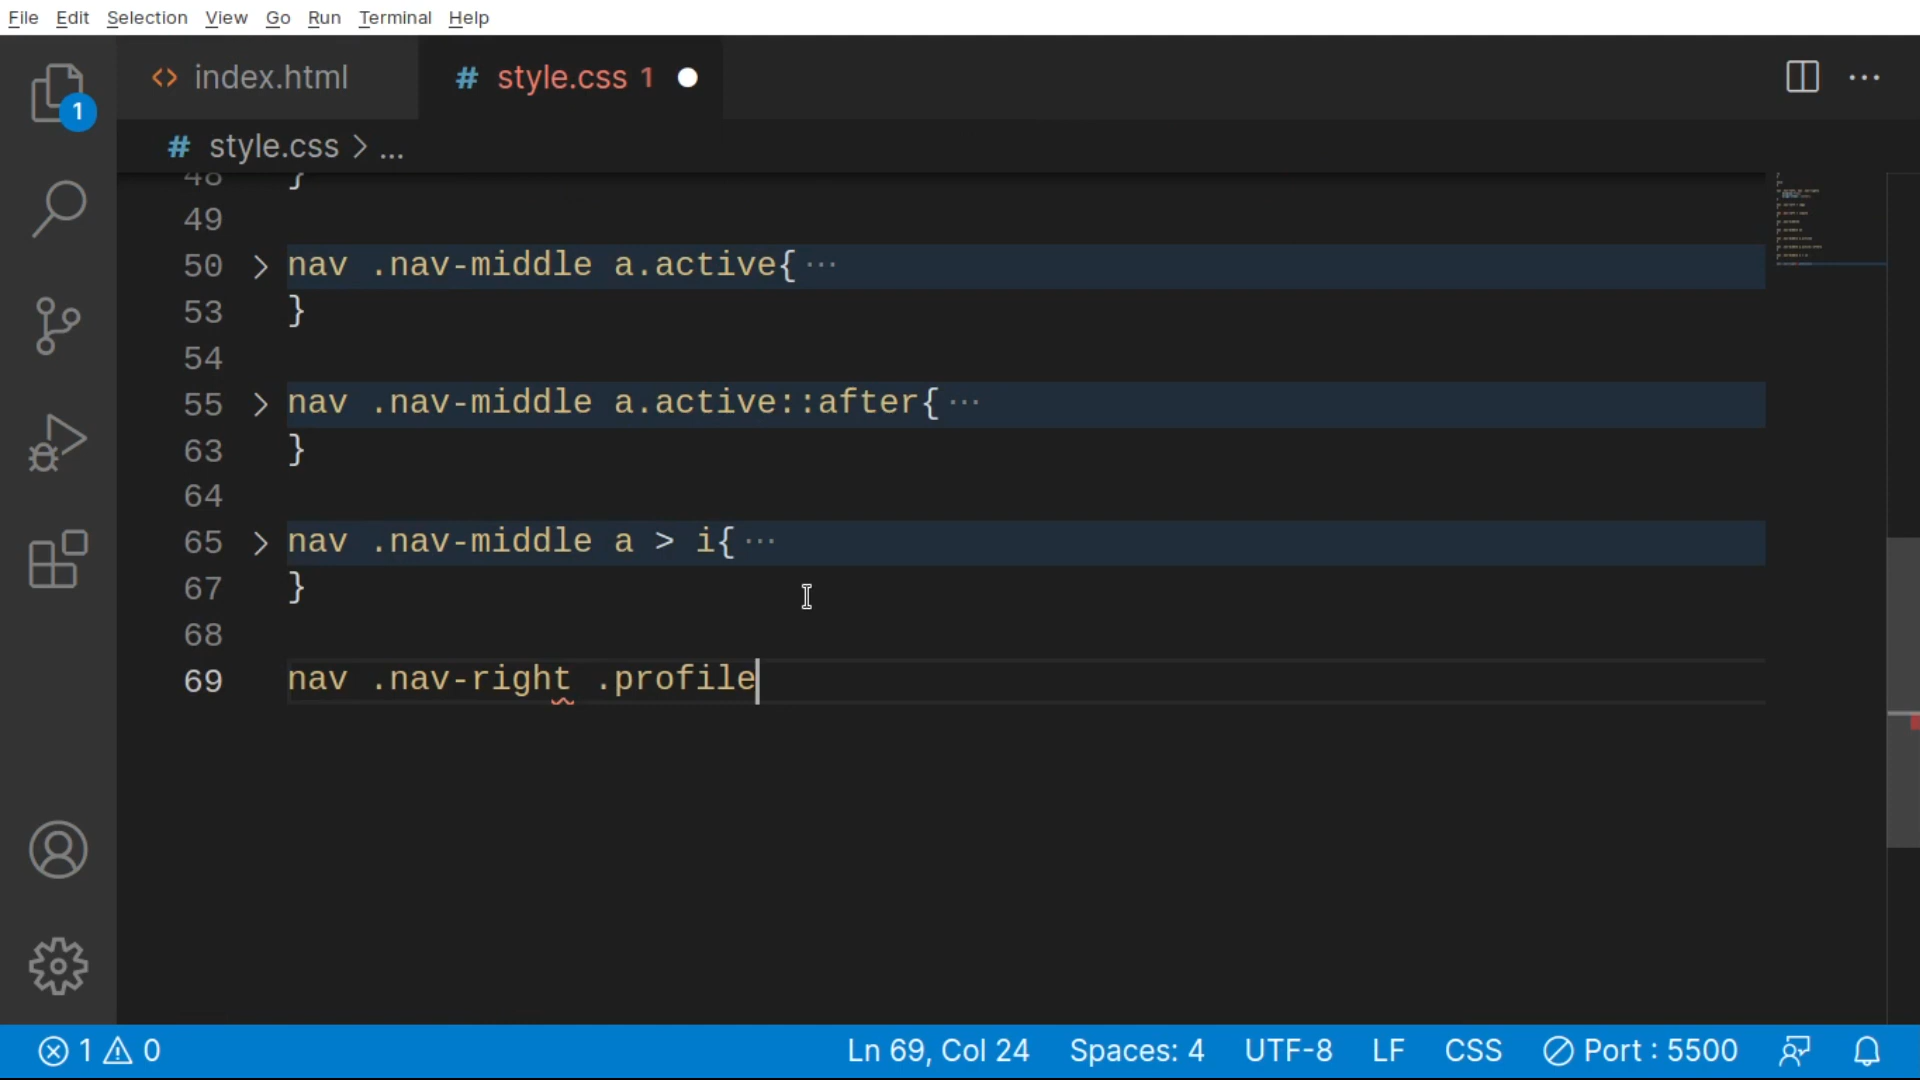 File Edit Selection View Go Run Terminal Help
index.html # style.css 1
# style.css > ...
1
48 }
49
50 > nav .nav-middle a.active{ ...
53 }
54
55 > nav .nav-middle a.active::after{ ...
63 }
64
65 > nav .nav-middle a > i{ ...
67 }
68
69 nav .nav-right .profile
1 0 Ln 69, Col 24 Spaces: 4 UTF-8 LF CSS Port : 5500